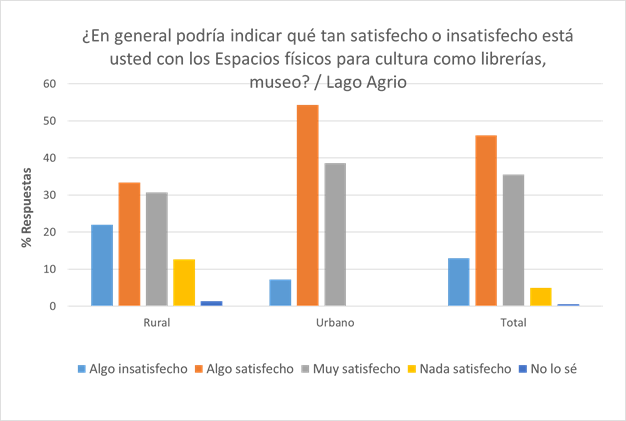 ¿En general podría indicar qué tan satisfecho o insatisfecho está
usted con los Espacios físicos para cultura como librerías,
museo? / Lago Agrio
60
50
40
30
20
10
0
% Respuestas
Rural
Urbano
Total
Algo insatisfecho
Algo satisfecho
Muy satisfecho
Nada satisfecho
No lo sé